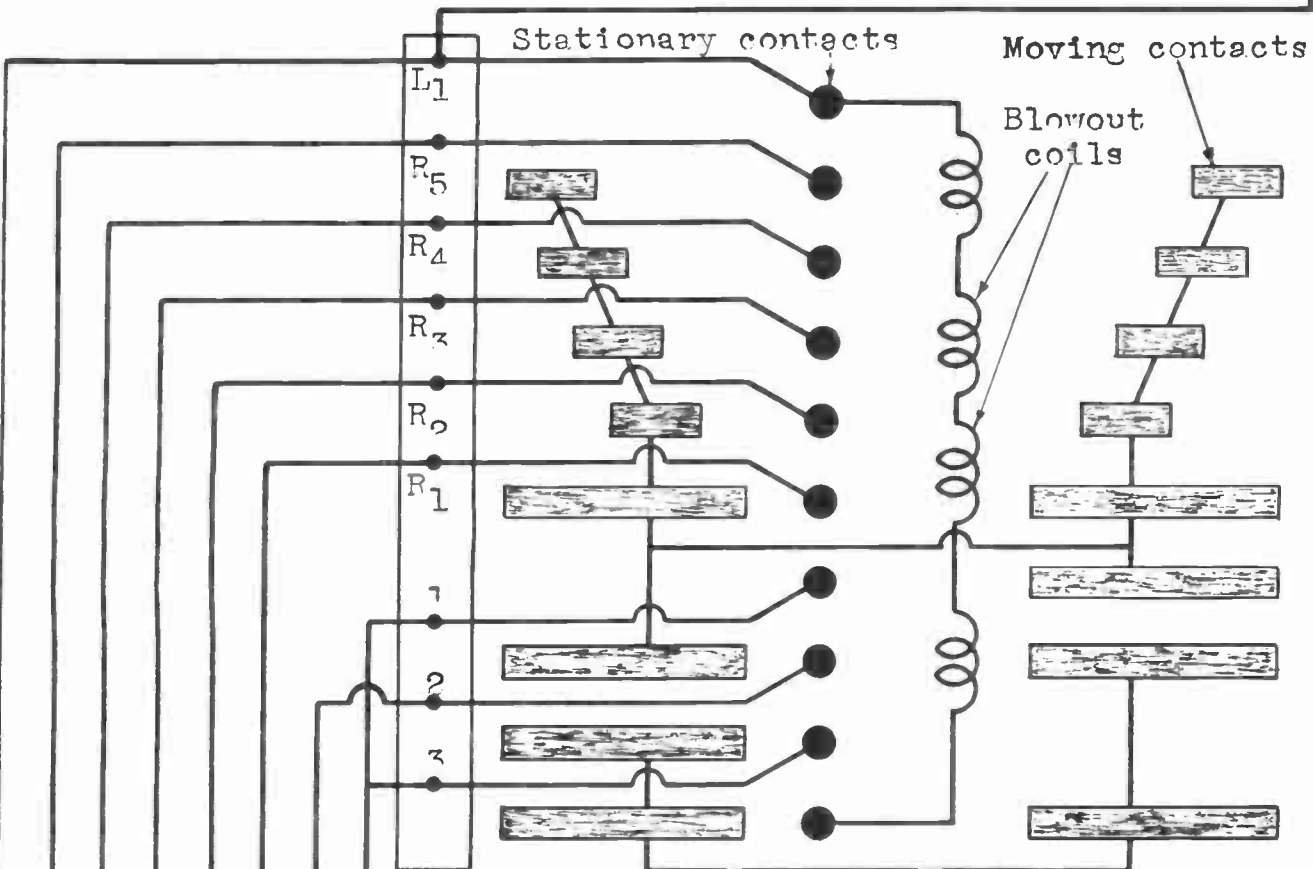 Stationary contacts
Moving contacts
Blowout
coils
L1
R5
R4
R3
R2
R1
1
2
3